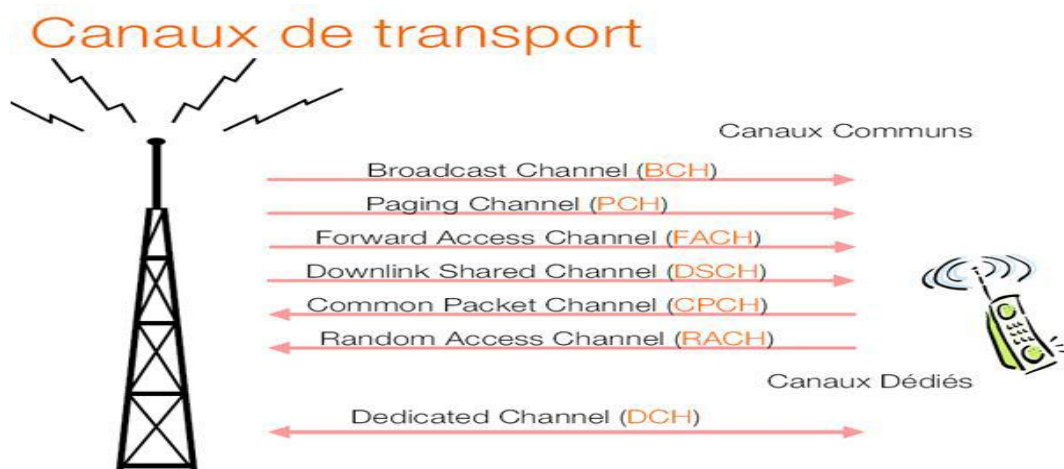 Canaux de transport
Canaux Communs
Broadcast Channel (BCH)
Paging Channel (PCH)
Forward Access Channel (FACH)
Downlink Shared Channel (DSCH)
Common Packet Channel (CPCH)
Random Access Channel (RACH)
Canaux Dédiés
Dedicated Channel (DCH)